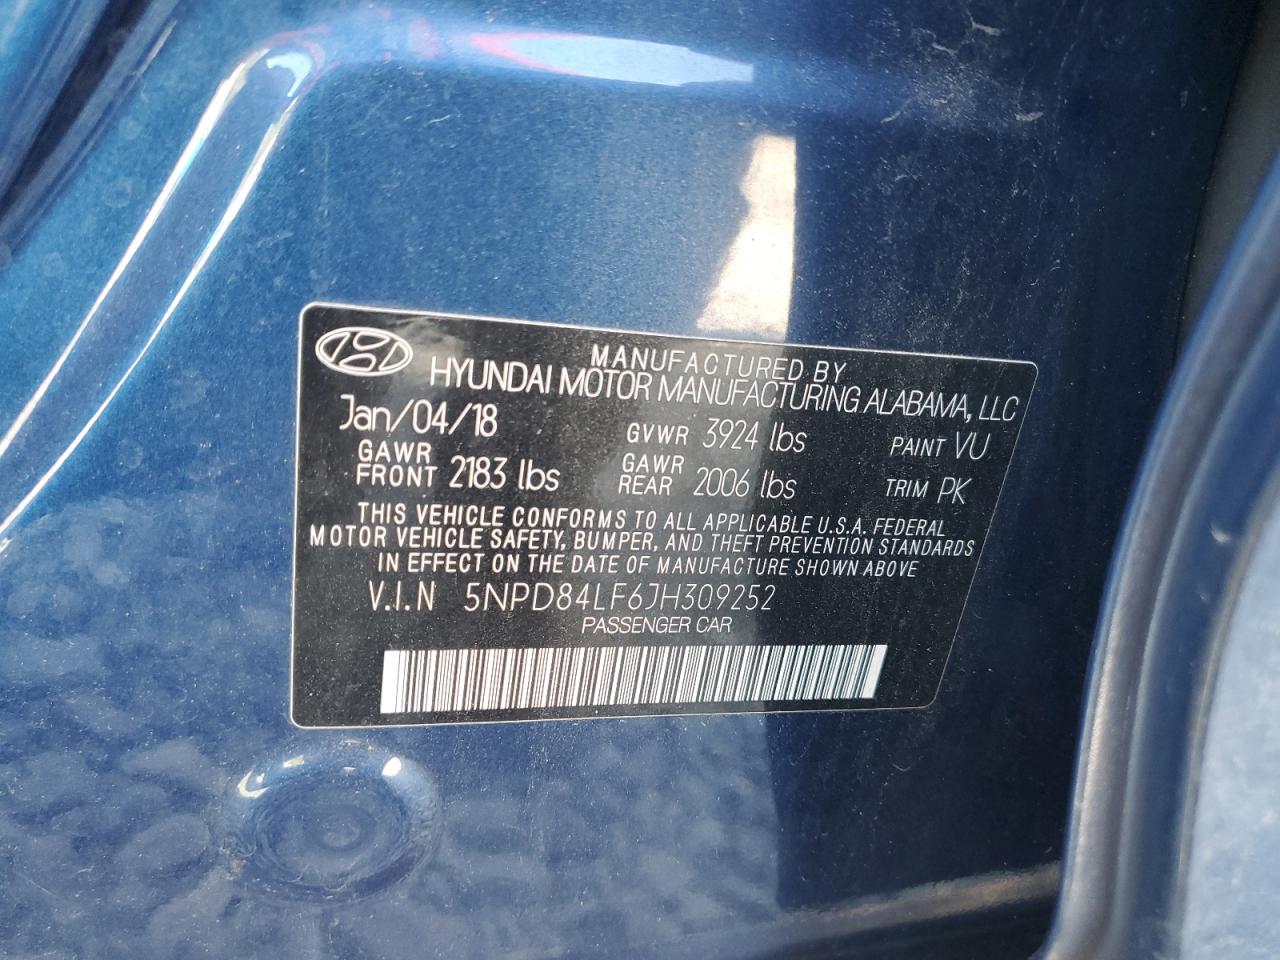 MANUFACTURED BY
HYUNDAI MOTOR MANUFACTURING ALABAMA, LLC
Jan/04/18 GVWR 3924 lbs PAINT VU
GAWR FRONT 2183 lbs GAWR REAR 2006 lbs TRIM PK
THIS VEHICLE CONFORMS TO ALL APPLICABLE U.S.A. FEDERAL
MOTOR VEHICLE SAFETY, BUMPER, AND THEFT PREVENTION STANDARDS
IN EFFECT ON THE DATE OF MANUFACTURE SHOWN ABOVE
V.I.N 5NPD84LF6JH309252
PASSENGER CAR